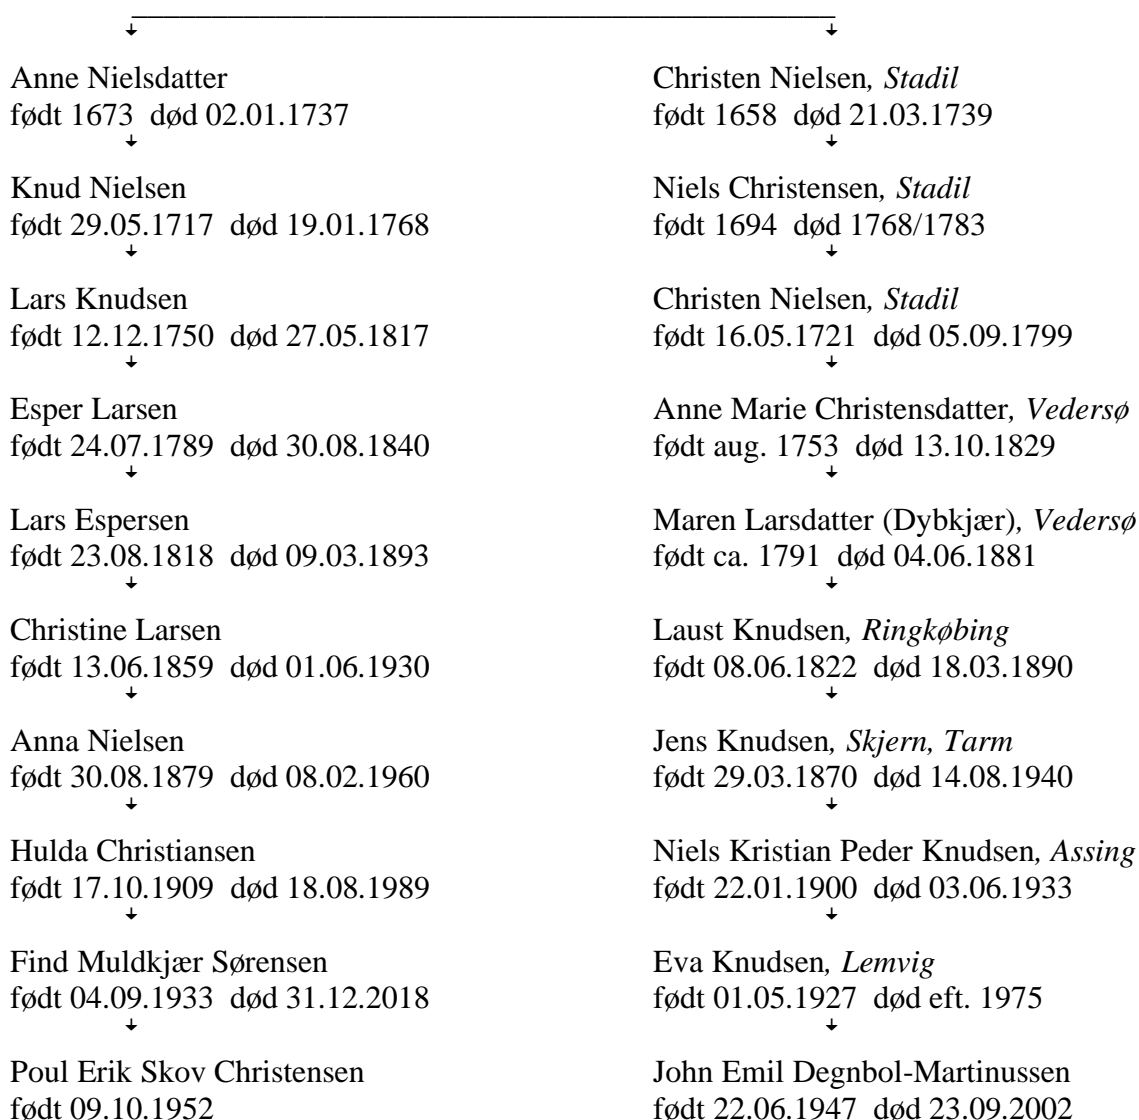 Anne Nielsdatter
født 1673 død 02.01.1737
Knud Nielsen
født 29.05.1717 død 19.01.1768
Lars Knudsen
født 12.12.1750 død 27.05.1817
Esper Larsen
født 24.07.1789 død 30.08.1840
Lars Espersen
født 23.08.1818 død 09.03.1893
Christine Larsen
født 13.06.1859 død 01.06.1930
Anna Nielsen
født 30.08.1879 død 08.02.1960
Hulda Christiansen
født 17.10.1909 død 18.08.1989
Find Muldkjær Sørensen
født 04.09.1933 død 31.12.2018
Poul Erik Skov Christensen
født 09.10.1952
Christen Nielsen, Stadil
født 1658 død 21.03.1739
Niels Christensen, Stadil
født 1694 død 1768/1783
Christen Nielsen, Stadil
født 16.05.1721 død 05.09.1799
Anne Marie Christensdatter, Vedersø
født aug. 1753 død 13.10.1829
Maren Larsdatter (Dybkjær), Vedersø
født ca. 1791 død 04.06.1881
Laust Knudsen, Ringkøbing
født 08.06.1822 død 18.03.1890
Jens Knudsen, Skjern, Tarm
født 29.03.1870 død 14.08.1940
Niels Kristian Peder Knudsen, Assing
født 22.01.1900 død 03.06.1933
Eva Knudsen, Lemvig
født 01.05.1927 død eft. 1975
John Emil Degnbol-Martinussen
født 22.06.1947 død 23.09.2002